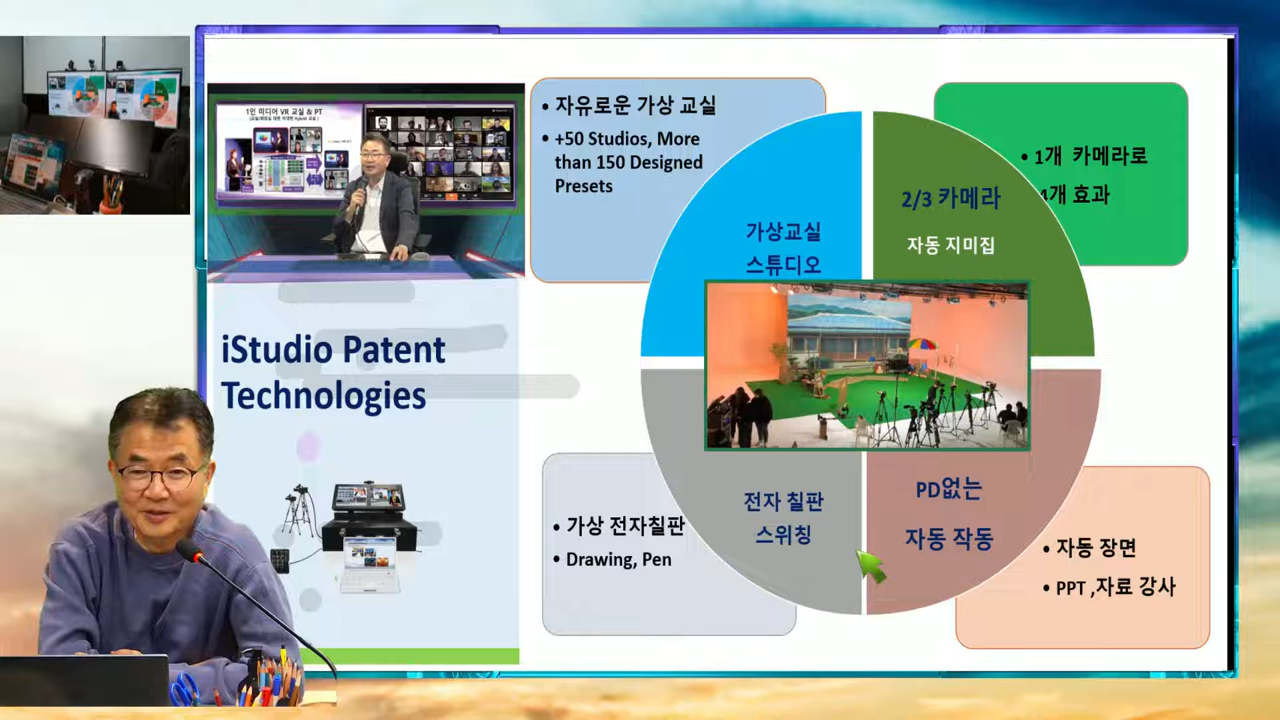 1인 미디어 VR 교실 & PT
iStudio Patent
Technologies
• 자유로운 가상 교실
• +50 Studios, More
than 150 Designed
Presets
• 1개 카메라로
4개 효과
가상교실
스튜디오
2/3 카메라
자동 지미집
전자 칠판
스위칭
PD없는
자동 작동
• 가상 전자칠판
• Drawing, Pen
• 자동 장면
• PPT ,자료 강사